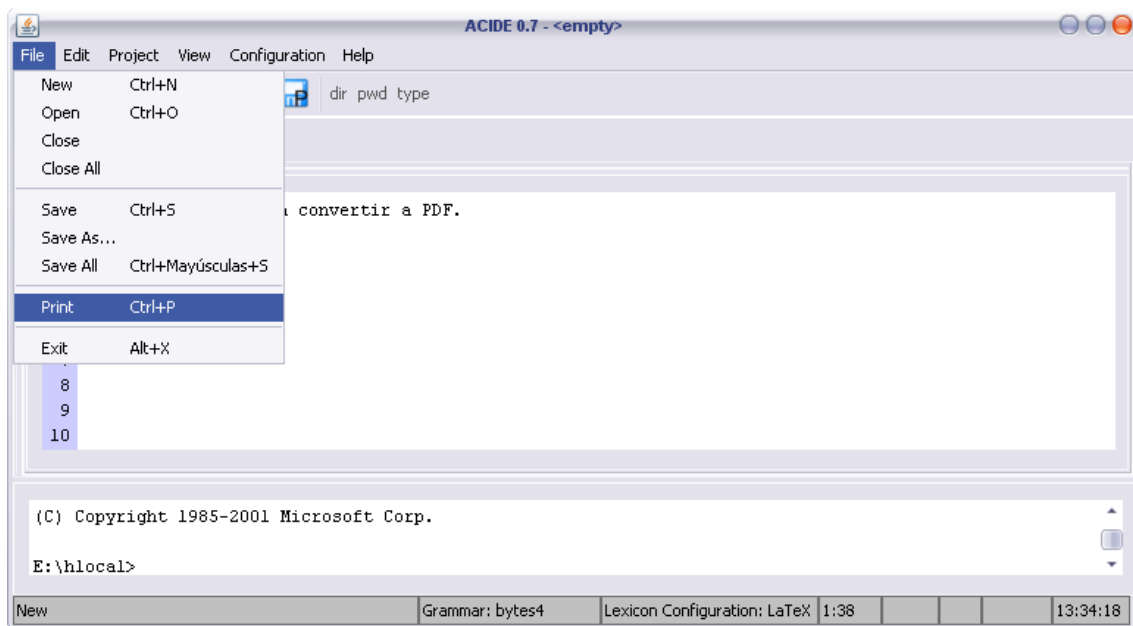 ACIDE 0.7 - <empty>
File Edit Project View Configuration Help
New Ctrl+N
dir pwd type
Open Ctrl+O
Close
Close All
Save Ctrl+S
convertir a PDF.
Save As...
Save All Ctrl+Mayúsculas+S
Print Ctrl+P
Exit Alt+X
8
9
10
(C) Copyright 1985-2001 Microsoft Corp.
E:\hlocal>
New Grammar: bytes4 Lexicon Configuration: LaTeX 1:38 13:34:18